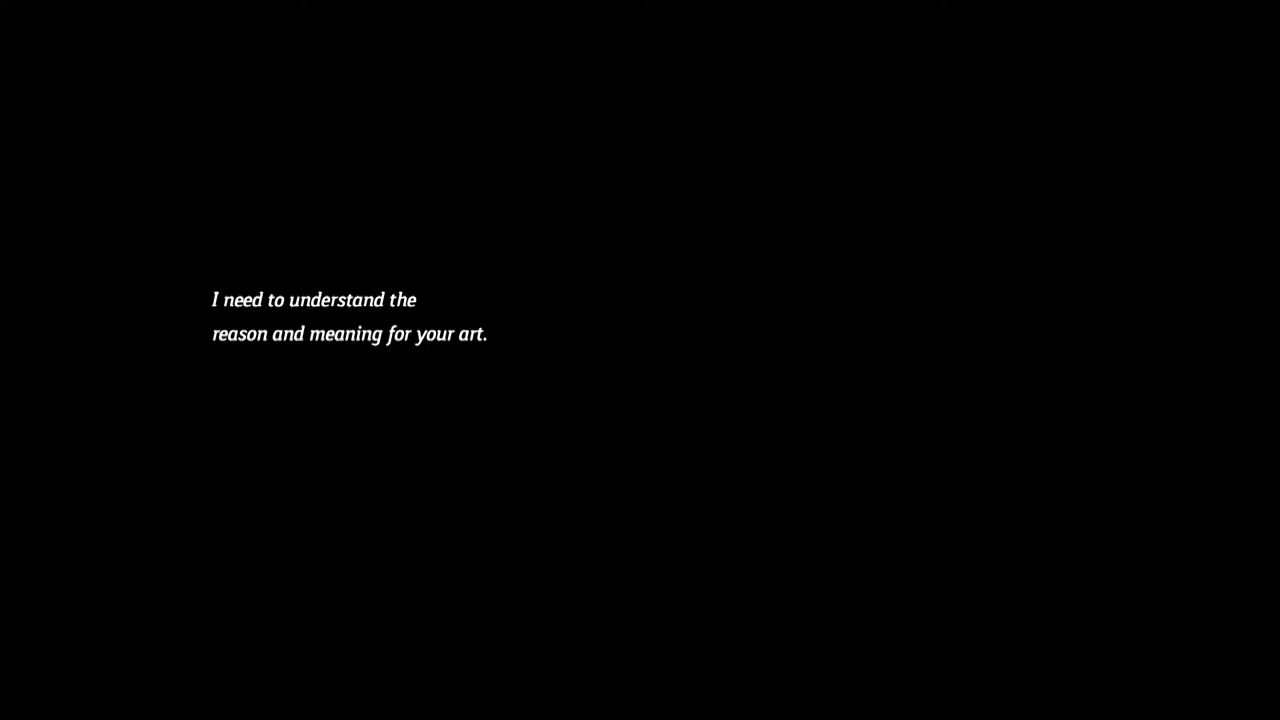 I need to understand the
reason and meaning for your art.